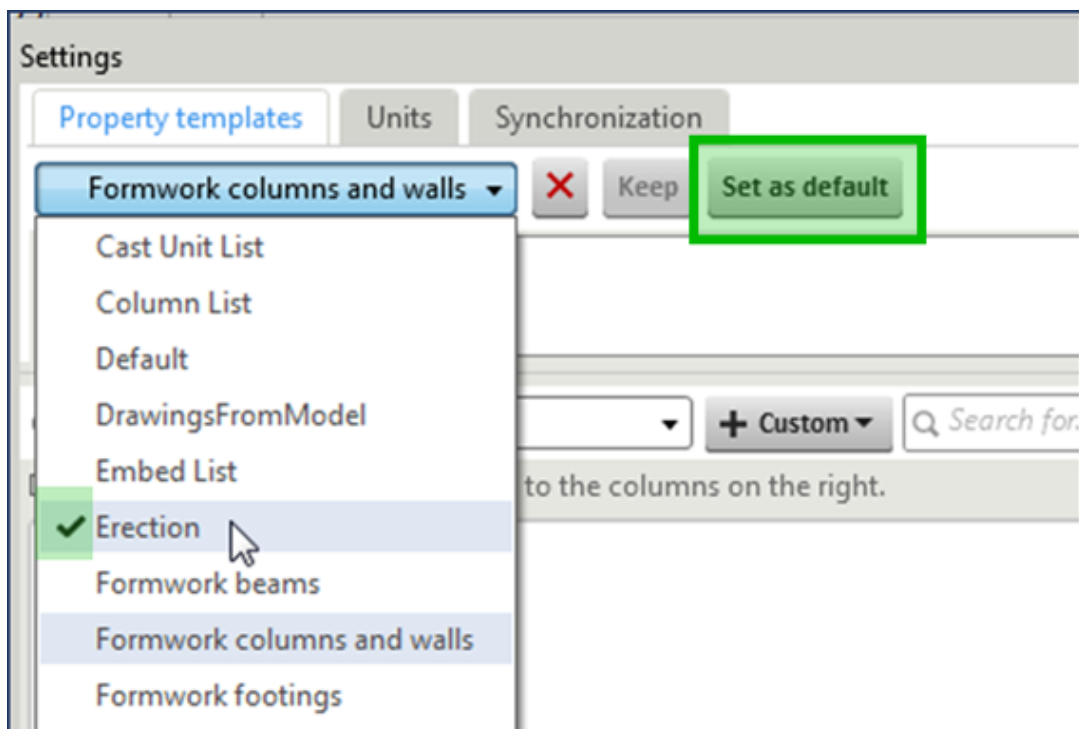 Settings
Property templates Units Synchronization
Formwork columns and walls Keep Set as default
Cast Unit List
Column List
Default
DrawingsFromModel
Custom Search for.
Embed List
to the columns on the right.
Erection
Formwork beams
Formwork columns and walls
Formwork footings